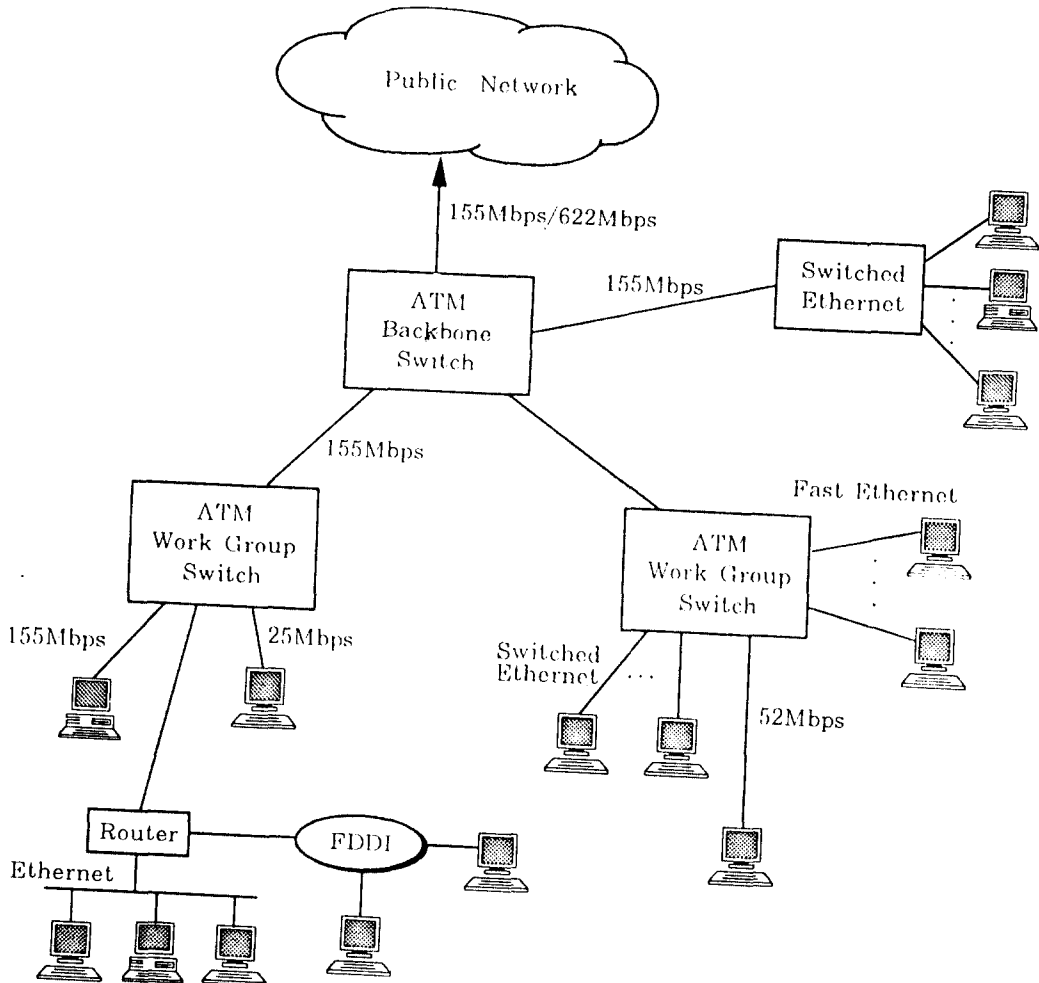 Public Network
155Mbps/622Mbps
ATM
Backbone
Switch
155Mbps
Switched
Ethernet
155Mbps
ATM
Work Group
Switch
Fast Ethernet
ATM
Work Group
Switch
155Mbps
25Mbps
Switched
Ethernet
52Mbps
Router
FDDI
Ethernet